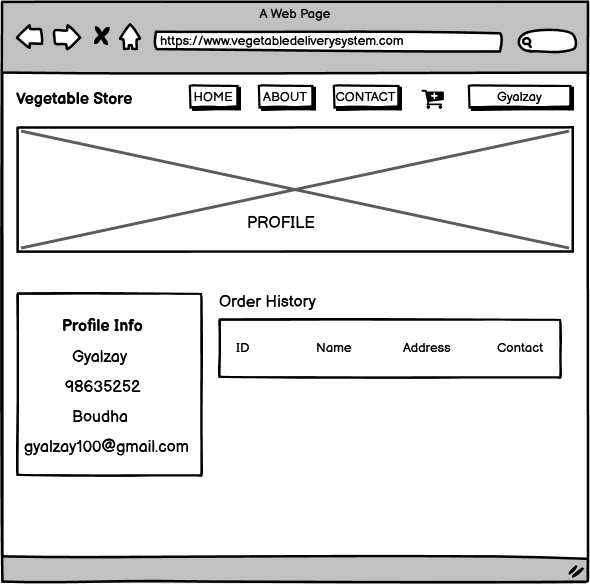 A Web Page
https://www.vegetabledeliverysystem.com
Vegetable Store HOME ABOUT CONTACT Gyalzay
PROFILE
Order History
Profile Info
Gyalzay
98635252
Boudha
gyalzay100@gmail.com
ID Name Address Contact